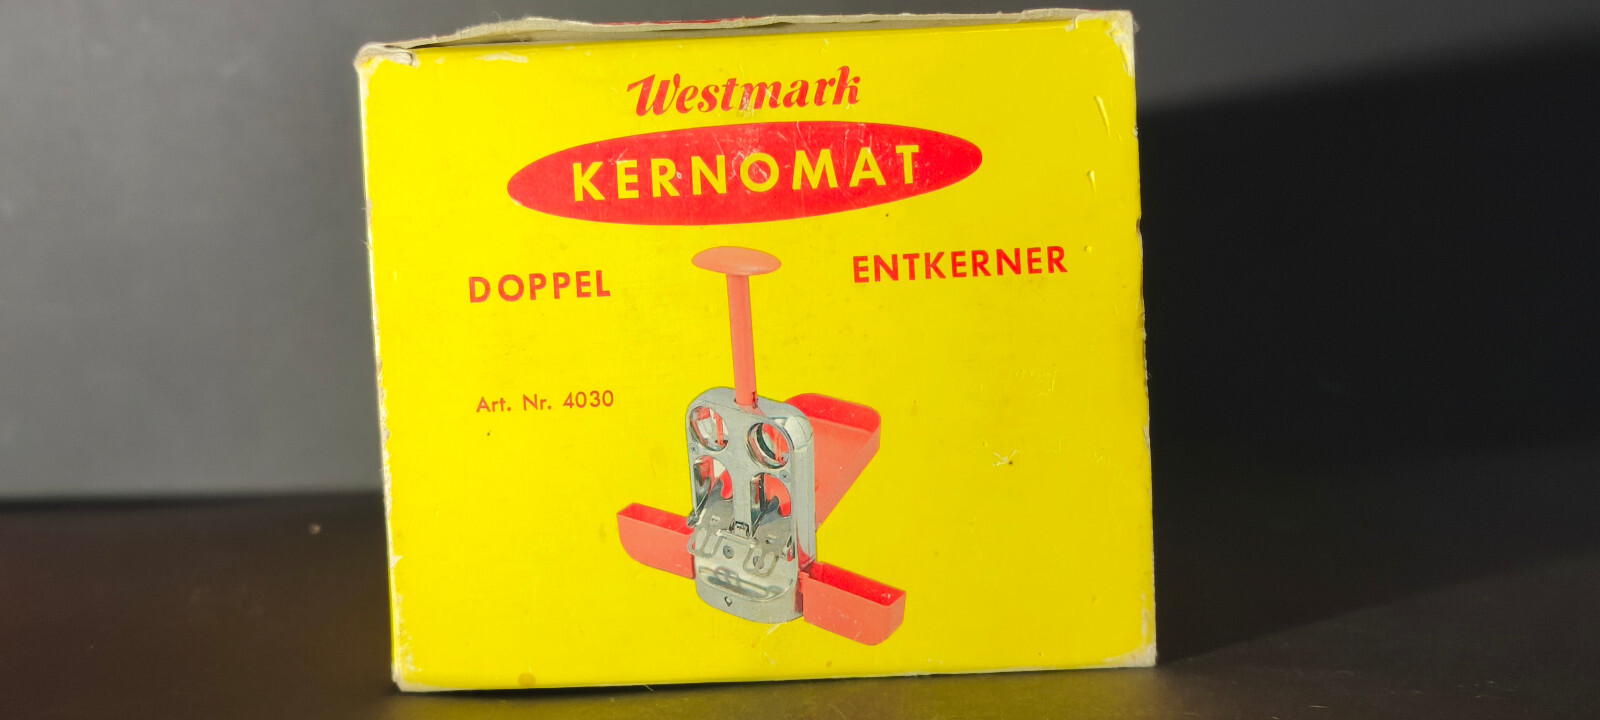 Westmark
KERNOMAT
DOPPEL ENTKERNER
Art. Nr. 4030